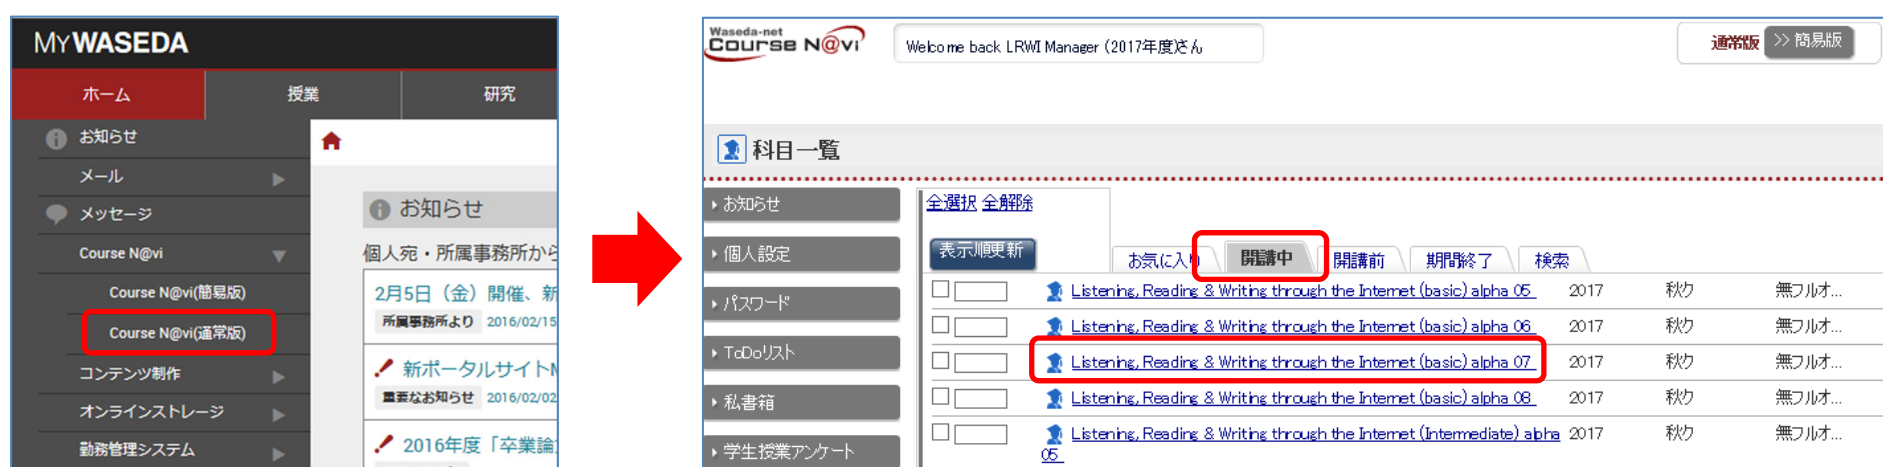 MYWASEDA
ホーム
授業
研究
お知らせ
メール
メッセージ
Course N@vi
Course N@vi(簡易版)
Course N@vi(通常版)
コンテンツ制作
オンラインストレージ
勤務管理システム
お知らせ
個人宛・所属事務所から
2月5日（金）開催、新
所属事務所より 2016/02/15
新ポータルサイトM
重要なお知らせ 2016/02/02
2016年度「卒業論
Waseda-net
Course N@vi
Welcome back LRWI Manager (2017年度)さん
通常版 >> 簡易版
科目一覧
お知らせ
個人設定
パスワード
ToDoリスト
私書箱
学生授業アンケート
全選択 全解除
表示順更新
お気に入り 開講中 開講前 期間終了 検索
Listening, Reading & Writing through the Internet (basic) alpha 05 2017 秋ク 無フルオ...
Listening, Reading & Writing through the Internet (basic) alpha 06 2017 秋ク 無フルオ...
Listening, Reading & Writing through the Internet (basic) alpha 07 2017 秋ク 無フルオ...
Listening, Reading & Writing through the Internet (basic) alpha 08 2017 秋ク 無フルオ...
Listening, Reading & Writing through the Internet (Intermediate) alpha 2017 秋ク 無フルオ...
05